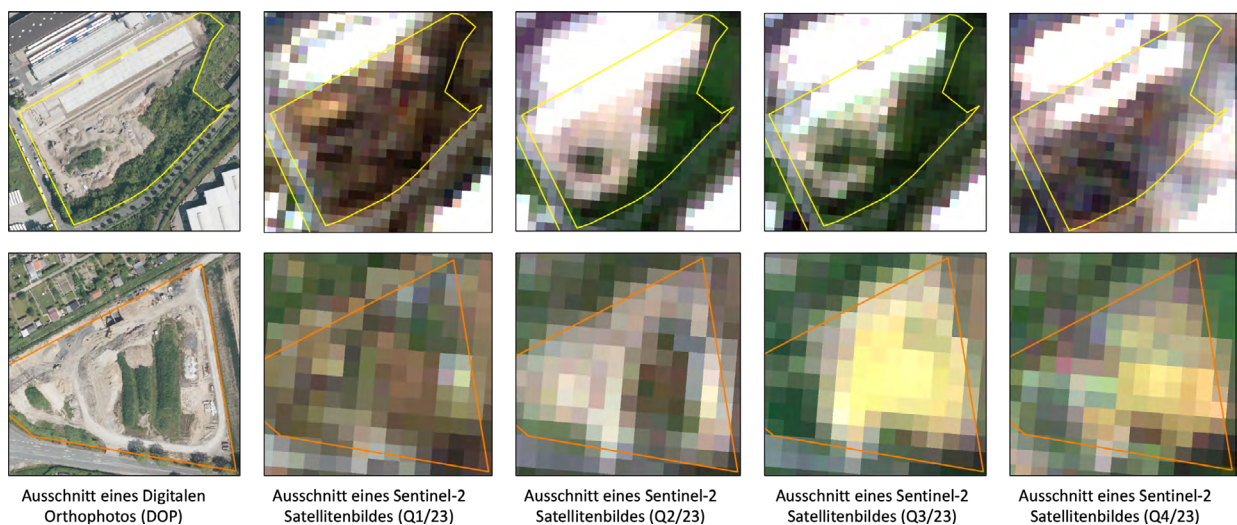 Ausschnitt eines Digitalen
Orthophotos (DOP)
Ausschnitt eines Sentinel-2
Satellitenbildes (Q1/23)
Ausschnitt eines Sentinel-2
Satellitenbildes (Q2/23)
Ausschnitt eines Sentinel-2
Satellitenbildes (Q3/23)
Ausschnitt eines Sentinel-2
Satellitenbildes (Q4/23)